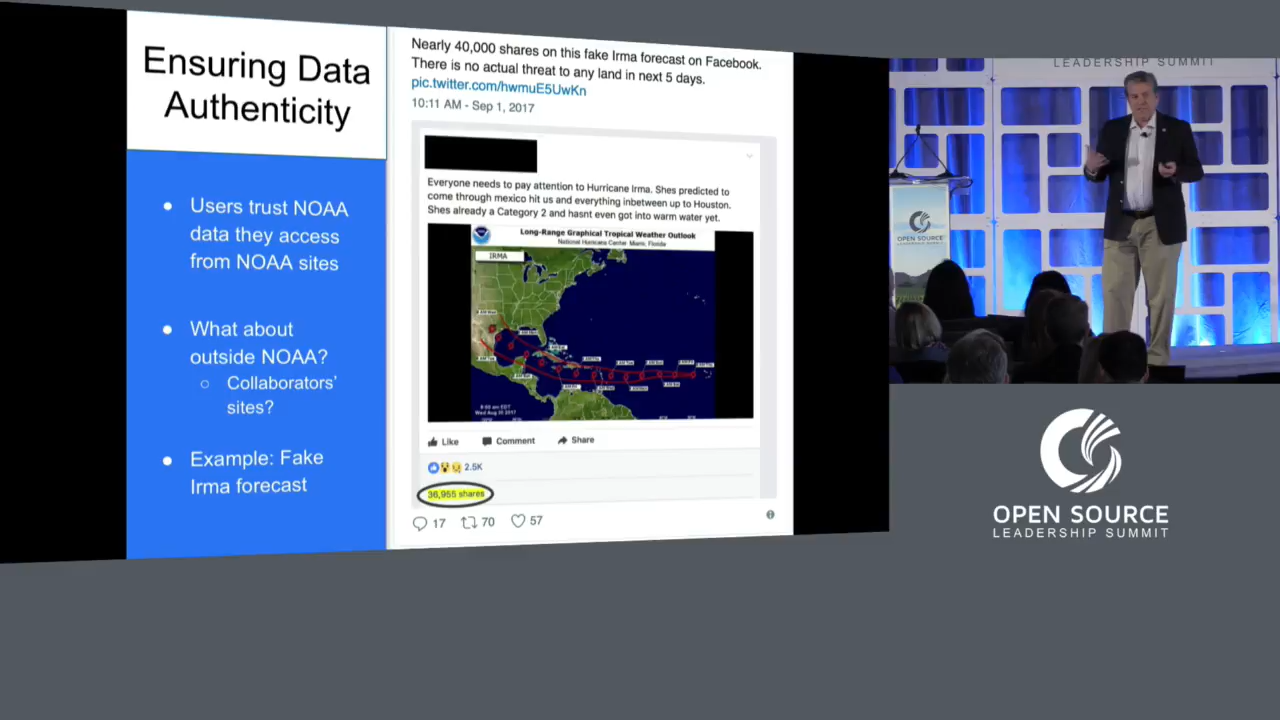 Ensuring Data
Authenticity
● Users trust NOAA
data they access
from NOAA sites
● What about
outside NOAA?
○ Collaborators'
sites?
● Example: Fake
Irma forecast
Nearly 40,000 shares on this fake Irma forecast on Facebook.
There is no actual threat to any land in next 5 days.
pic.twitter.com/hwmuE5UwKn
10:11 AM - Sep 1, 2017
Everyone needs to pay attention to Hurricane Irma. Shes predicted to
come through mexico hit us and everything inbetween up to Houston.
Shes already a Category 2 and hasnt even got into warm water yet.
Long-Range Graphical Tropical Weather Outlook
National Hurricane Center Miami, Florida
IRMA
Like Comment Share
2.5K
36,955 shares
17 70 57
LEADERSHIP SUMMIT
OPEN SOURCE
LEADERSHIP SUMMIT
OPEN SOURCE
LEADERSHIP SUMMIT